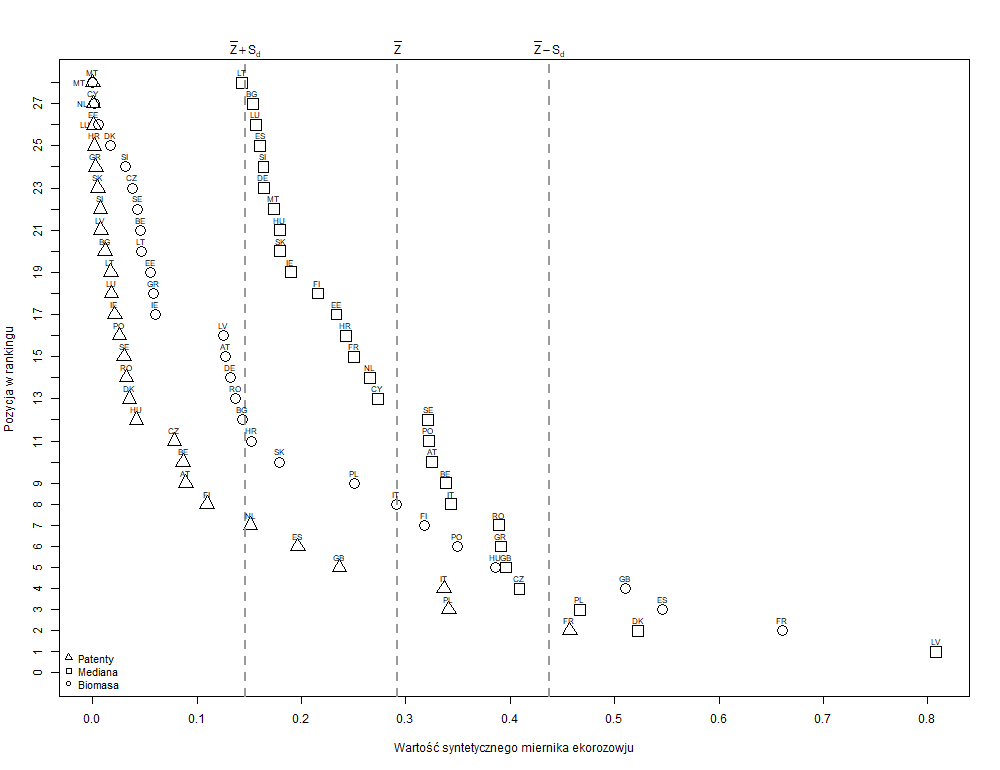 Z̅ + Sd Z̅ Z̅ − Sd
MT LT
MT
CY BG
NL
EE LU
LU
HR DK ES
GR SI SI
SK CZ DE
SI SE MT
LV BE HU
BG LT SK
LT EE IE
LU GR FI
IE IE EE
PO LV HR
SE AT FR
RO DE NL
DK RO CY
HU BG SE
CZ HR PO
BE SK AT
AT PL BE
FI IT IT
NL FI RO
ES PO GR
GB HU GB
IT CZ GB
PL PL ES
FR DK FR
LV
27
25
23
21
19
17
15
13
11
9
8
7
6
5
4
3
2
1
0
Pozycja w rankingu
Patenty
Mediana
Biomasa
0.0 0.1 0.2 0.3 0.4 0.5 0.6 0.7 0.8
Wartość syntetycznego miernika ekorozowju